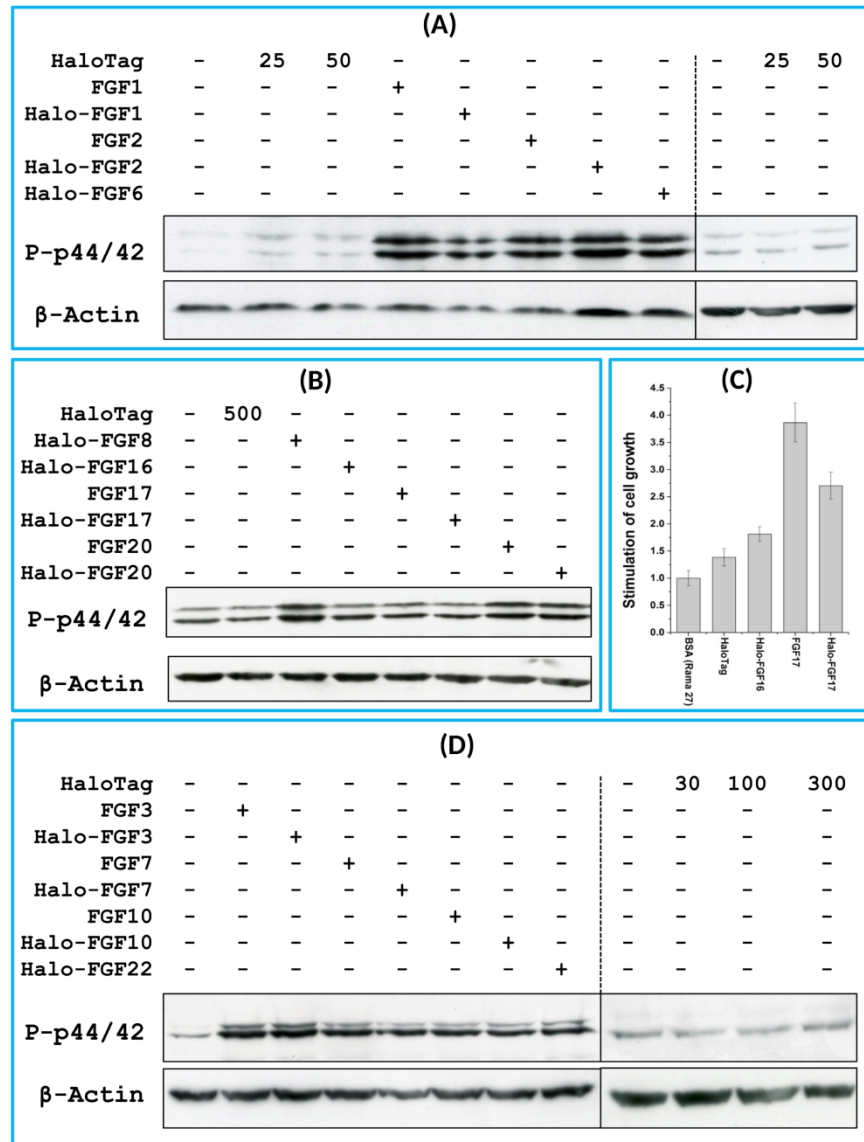 (A)
HaloTag - 25 50 - - - - - - 25 50
FGF1 - - - + - - - - - - -
Halo-FGF1 - - - - + - - - - - -
FGF2 - - - - - + - - - - -
Halo-FGF2 - - - - - - + - - - -
Halo-FGF6 - - - - - - - + - - -
P-p44/42
β-Actin
(B)
HaloTag - 500 - - - - - -
Halo-FGF8 - - + - - - - -
Halo-FGF16 - - - + - - - -
FGF17 - - - - + - - -
Halo-FGF17 - - - - - + - -
FGF20 - - - - - - + -
Halo-FGF20 - - - - - - - +
P-p44/42
β-Actin
(C)
Stimulation of cell growth
4.5
4.0
3.5
3.0
2.5
2.0
1.5
1.0
0.5
0.0
BSA (Rama 27)
HaloTag
Halo-FGF16
FGF17
Halo-FGF17
(D)
HaloTag - - - - - - - - - 30 100 300
FGF3 - + - - - - - - - - - -
Halo-FGF3 - - + - - - - - - - - -
FGF7 - - - + - - - - - - - -
Halo-FGF7 - - - - + - - - - - - -
FGF10 - - - - - + - - - - - -
Halo-FGF10 - - - - - - + - - - - -
Halo-FGF22 - - - - - - - + - - - -
P-p44/42
β-Actin